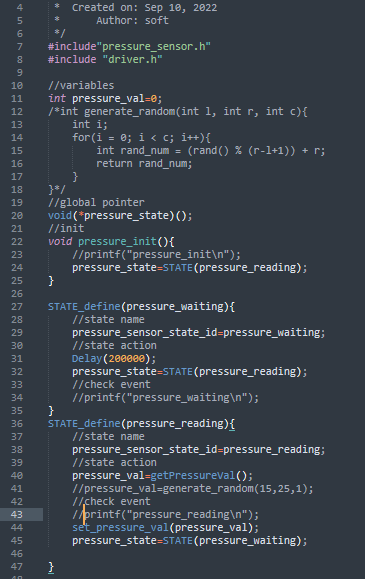 4 * Created on: Sep 10, 2022
5 * Author: soft
6 */
7 #include"pressure_sensor.h"
8 #include "driver.h"
9
10 //variables
11 int pressure_val=0;
12 /*int generate_random(int l, int r, int c){
13 int i;
14 for(i = 0; i < c; i++){
15 int rand_num = (rand() % (r-l+1)) + r;
16 return rand_num;
17 }
18 }*/
19 //global pointer
20 void(*pressure_state)();
21 //init
22 void pressure_init(){
23 //printf("pressure_init\n");
24 pressure_state=STATE(pressure_reading);
25 }
26
27 STATE_define(pressure_waiting){
28 //state name
29 pressure_sensor_state_id=pressure_waiting;
30 //state action
31 Delay(200000);
32 pressure_state=STATE(pressure_reading);
33 //check event
34 //printf("pressure_waiting\n");
35 }
36 STATE_define(pressure_reading){
37 //state name
38 pressure_sensor_state_id=pressure_reading;
39 //state action
40 pressure_val=getPressureVal();
41 //pressure_val=generate_random(15,25,1);
42 //check event
43 //printf("pressure_reading\n");
44 set_pressure_val(pressure_val);
45 pressure_state=STATE(pressure_waiting);
46
47 }